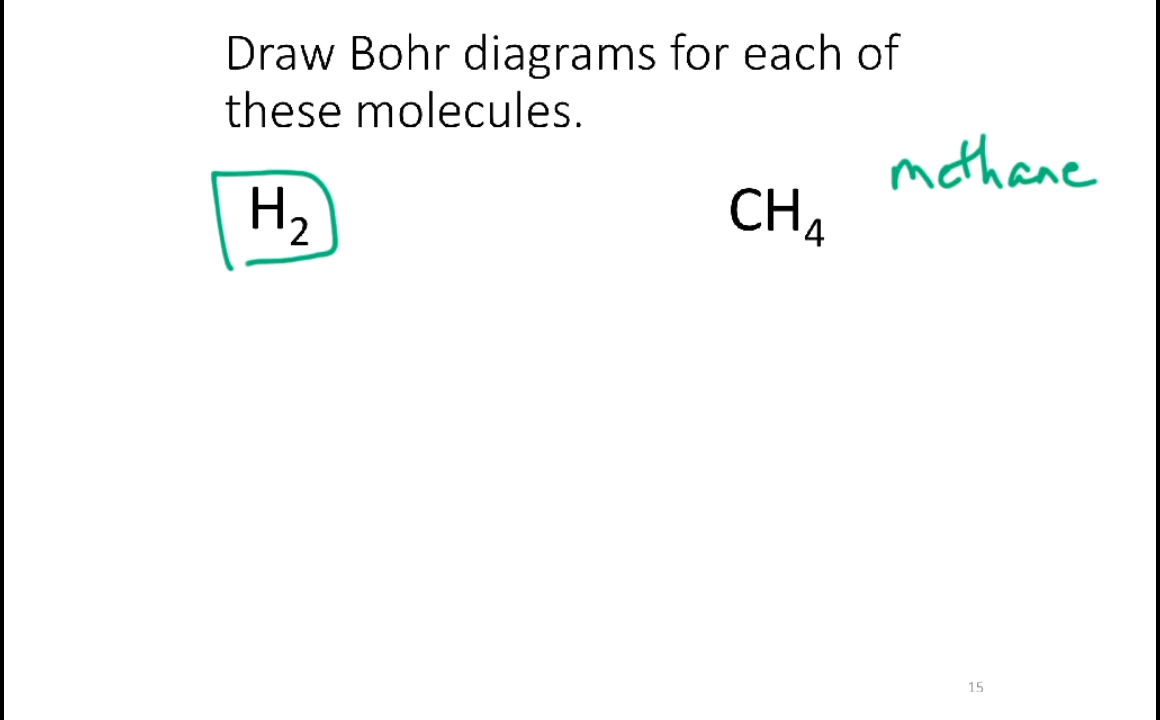 Draw Bohr diagrams for each of
these molecules.
methane
H₂ CH₄
15